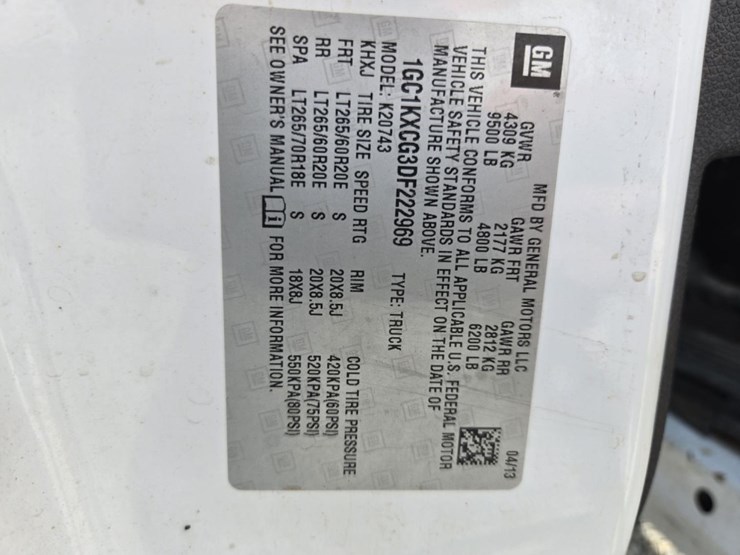 GM
MFD BY GENERAL MOTORS LLC 04/13
GVWR GAWR FRT GAWR RR
4309 KG 2177 KG 2812 KG
9500 LB 4800 LB 6200 LB
THIS VEHICLE CONFORMS TO ALL APPLICABLE U.S. FEDERAL MOTOR
VEHICLE SAFETY STANDARDS IN EFFECT ON THE DATE OF
MANUFACTURE SHOWN ABOVE.
1GC1KXCG3DF222969 TYPE: TRUCK
MODEL: K20743
KHXJ TIRE SIZE SPEED RTG RIM COLD TIRE PRESSURE
FRT LT265/60R20E S 20X8.5J 420KPA(60PSI)
RR LT265/60R20E S 20X8.5J 520KPA(75PSI)
SPA LT265/70R18E S 18X8J 550KPA(80PSI)
SEE OWNER'S MANUAL i FOR MORE INFORMATION.